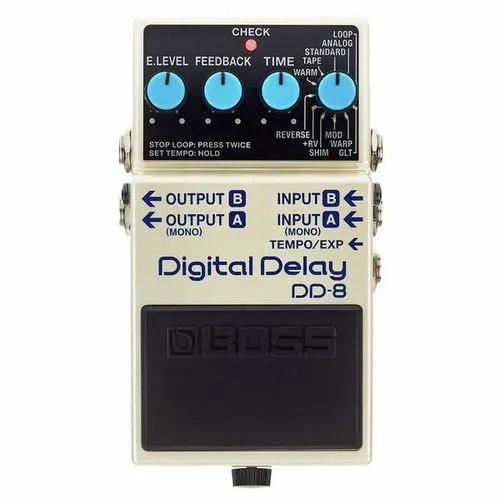 CHECK
E.LEVEL FEEDBACK TIME
LOOP
ANALOG
STANDARD
TAPE
WARM
REVERSE
+RV
SHIM
MOD
WARP
GLT
STOP LOOP: PRESS TWICE
SET TEMPO: HOLD
OUTPUT B INPUT B
OUTPUT A INPUT A
(MONO) (MONO)
TEMPO/EXP
Digital Delay
DD-8
BOSS